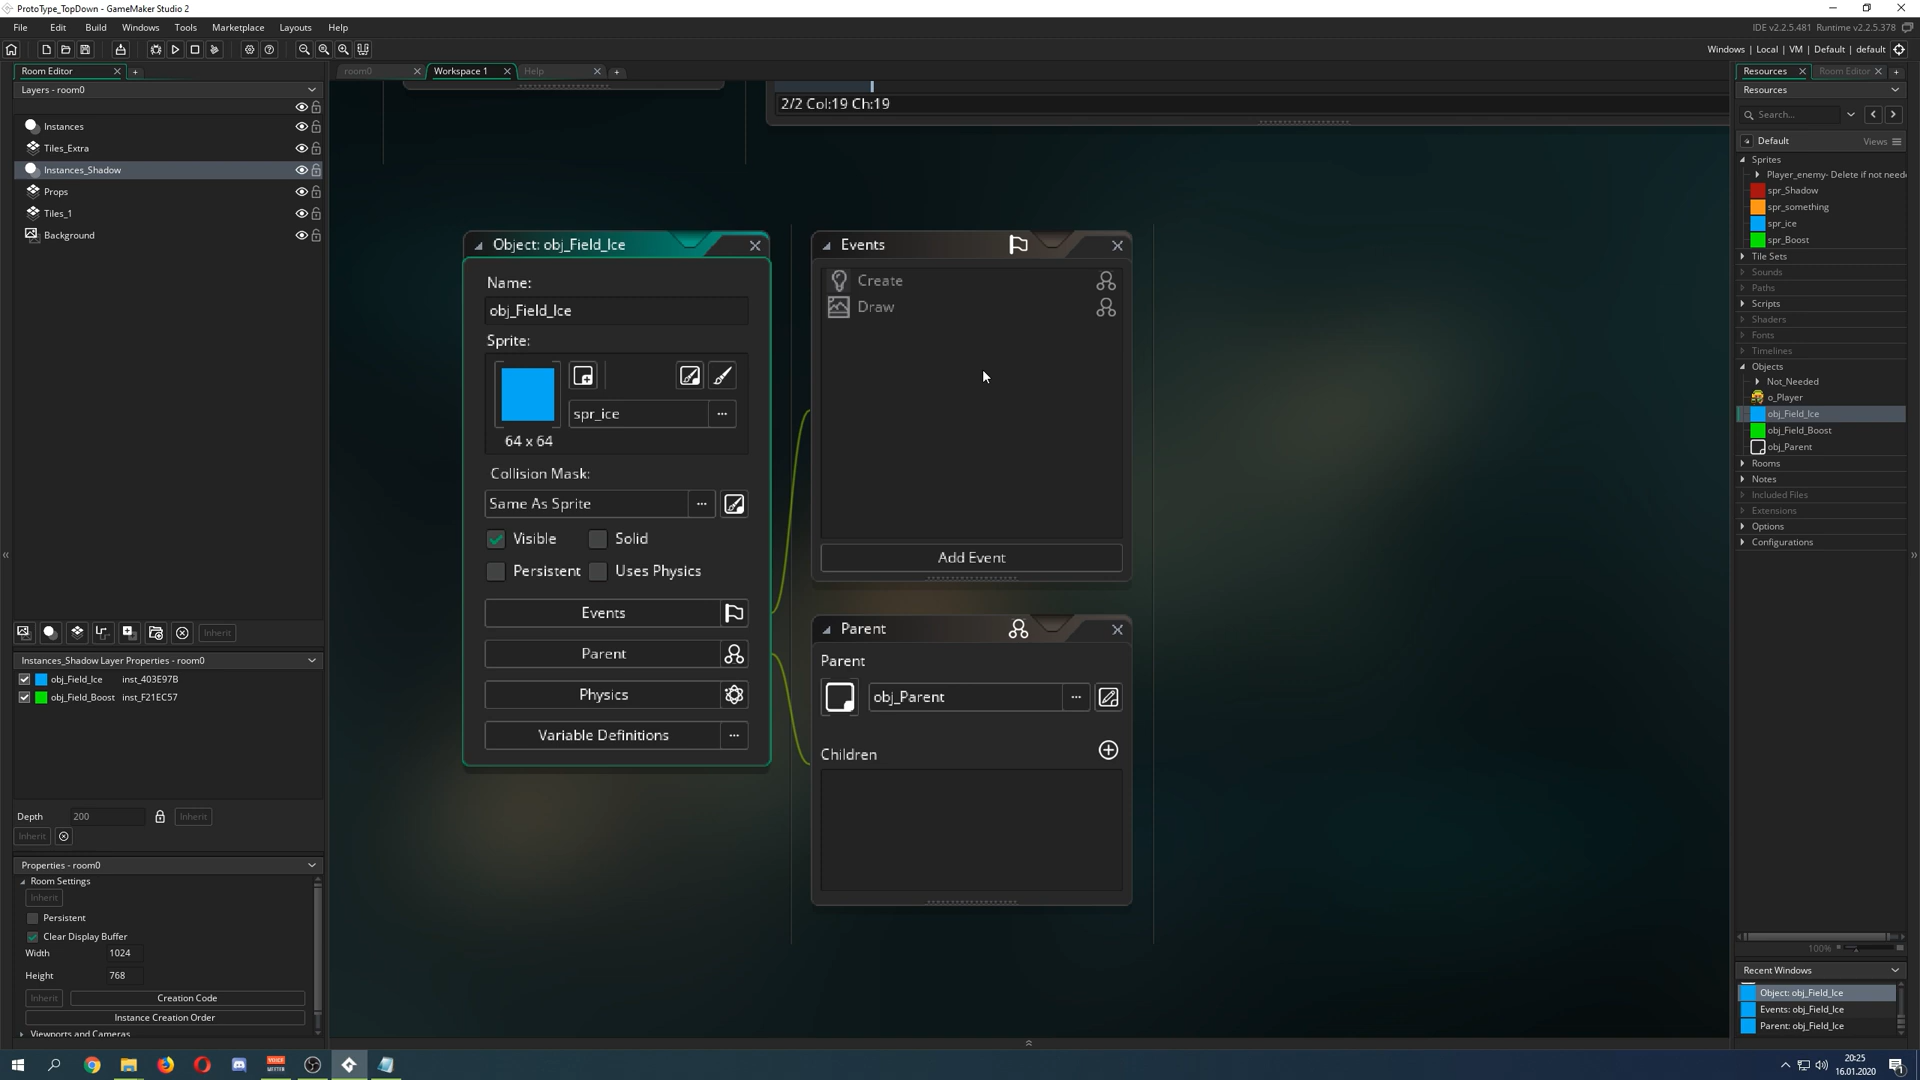 ProtoType_TopDown - GameMaker Studio 2
File Edit Build Windows Tools Marketplace Layouts Help
IDE v2.2.5.481 Runtime v2.2.5.378
Windows | Local | VM | Default | default
Room Editor
room0
Workspace 1
Help
Resources
Room Editor
Layers - room0
Instances
Tiles_Extra
Instances_Shadow
Props
Tiles_1
Background
Inherit
Instances_Shadow Layer Properties - room0
obj_Field_Ice inst_403E97B
obj_Field_Boost inst_F21EC57
Depth 200 Inherit
Inherit
Properties - room0
Room Settings
Inherit
Persistent
Clear Display Buffer
Width 1024
Height 768
Inherit Creation Code
Instance Creation Order
Viewports and Cameras
2/2 Col:19 Ch:19
Object: obj_Field_Ice
Name:
obj_Field_Ice
Sprite:
spr_ice
64 x 64
Collision Mask:
Same As Sprite
Visible Solid
Persistent Uses Physics
Events
Parent
Physics
Variable Definitions
Events
Create
Draw
Add Event
Parent
Parent
obj_Parent
Children
Resources
Search...
Default Views
Sprites
Player_enemy- Delete if not neede
spr_Shadow
spr_something
spr_ice
spr_Boost
Tile Sets
Sounds
Paths
Scripts
Shaders
Fonts
Timelines
Objects
Not_Needed
o_Player
obj_Field_Ice
obj_Field_Boost
obj_Parent
Rooms
Notes
Included Files
Extensions
Options
Configurations
100%
Recent Windows
Object: obj_Field_Ice
Events: obj_Field_Ice
Parent: obj_Field_Ice
20:25
16.01.2020